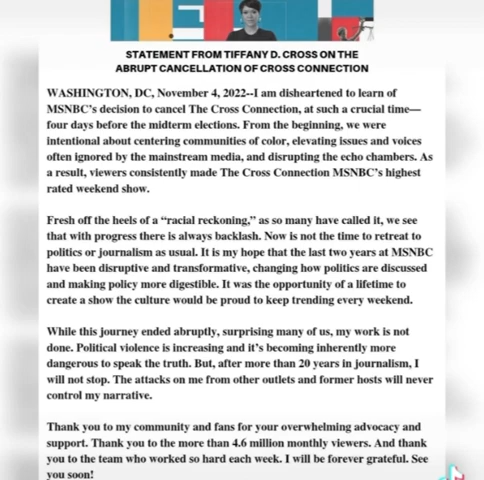 STATEMENT FROM TIFFANY D. CROSS ON THE
ABRUPT CANCELLATION OF CROSS CONNECTION
WASHINGTON, DC, November 4, 2022--I am disheartened to learn of
MSNBC's decision to cancel The Cross Connection, at such a crucial time—
four days before the midterm elections. From the beginning, we were
intentional about centering communities of color, elevating issues and voices
often ignored by the mainstream media, and disrupting the echo chambers. As
a result, viewers consistently made The Cross Connection MSNBC's highest
rated weekend show.
Fresh off the heels of a “racial reckoning,” as so many have called it, we see
that with progress there is always backlash. Now is not the time to retreat to
politics or journalism as usual. It is my hope that the last two years at MSNBC
have been disruptive and transformative, changing how politics are discussed
and making policy more digestible. It was the opportunity of a lifetime to
create a show the culture would be proud to keep trending every weekend.
While this journey ended abruptly, surprising many of us, my work is not
done. Political violence is increasing and it's becoming inherently more
dangerous to speak the truth. But, after more than 20 years in journalism, I
will not stop. The attacks on me from other outlets and former hosts will never
control my narrative.
Thank you to my community and fans for your overwhelming advocacy and
support. Thank you to the more than 4.6 million monthly viewers. And thank
you to the team who worked so hard each week. I will be forever grateful. See
you soon!